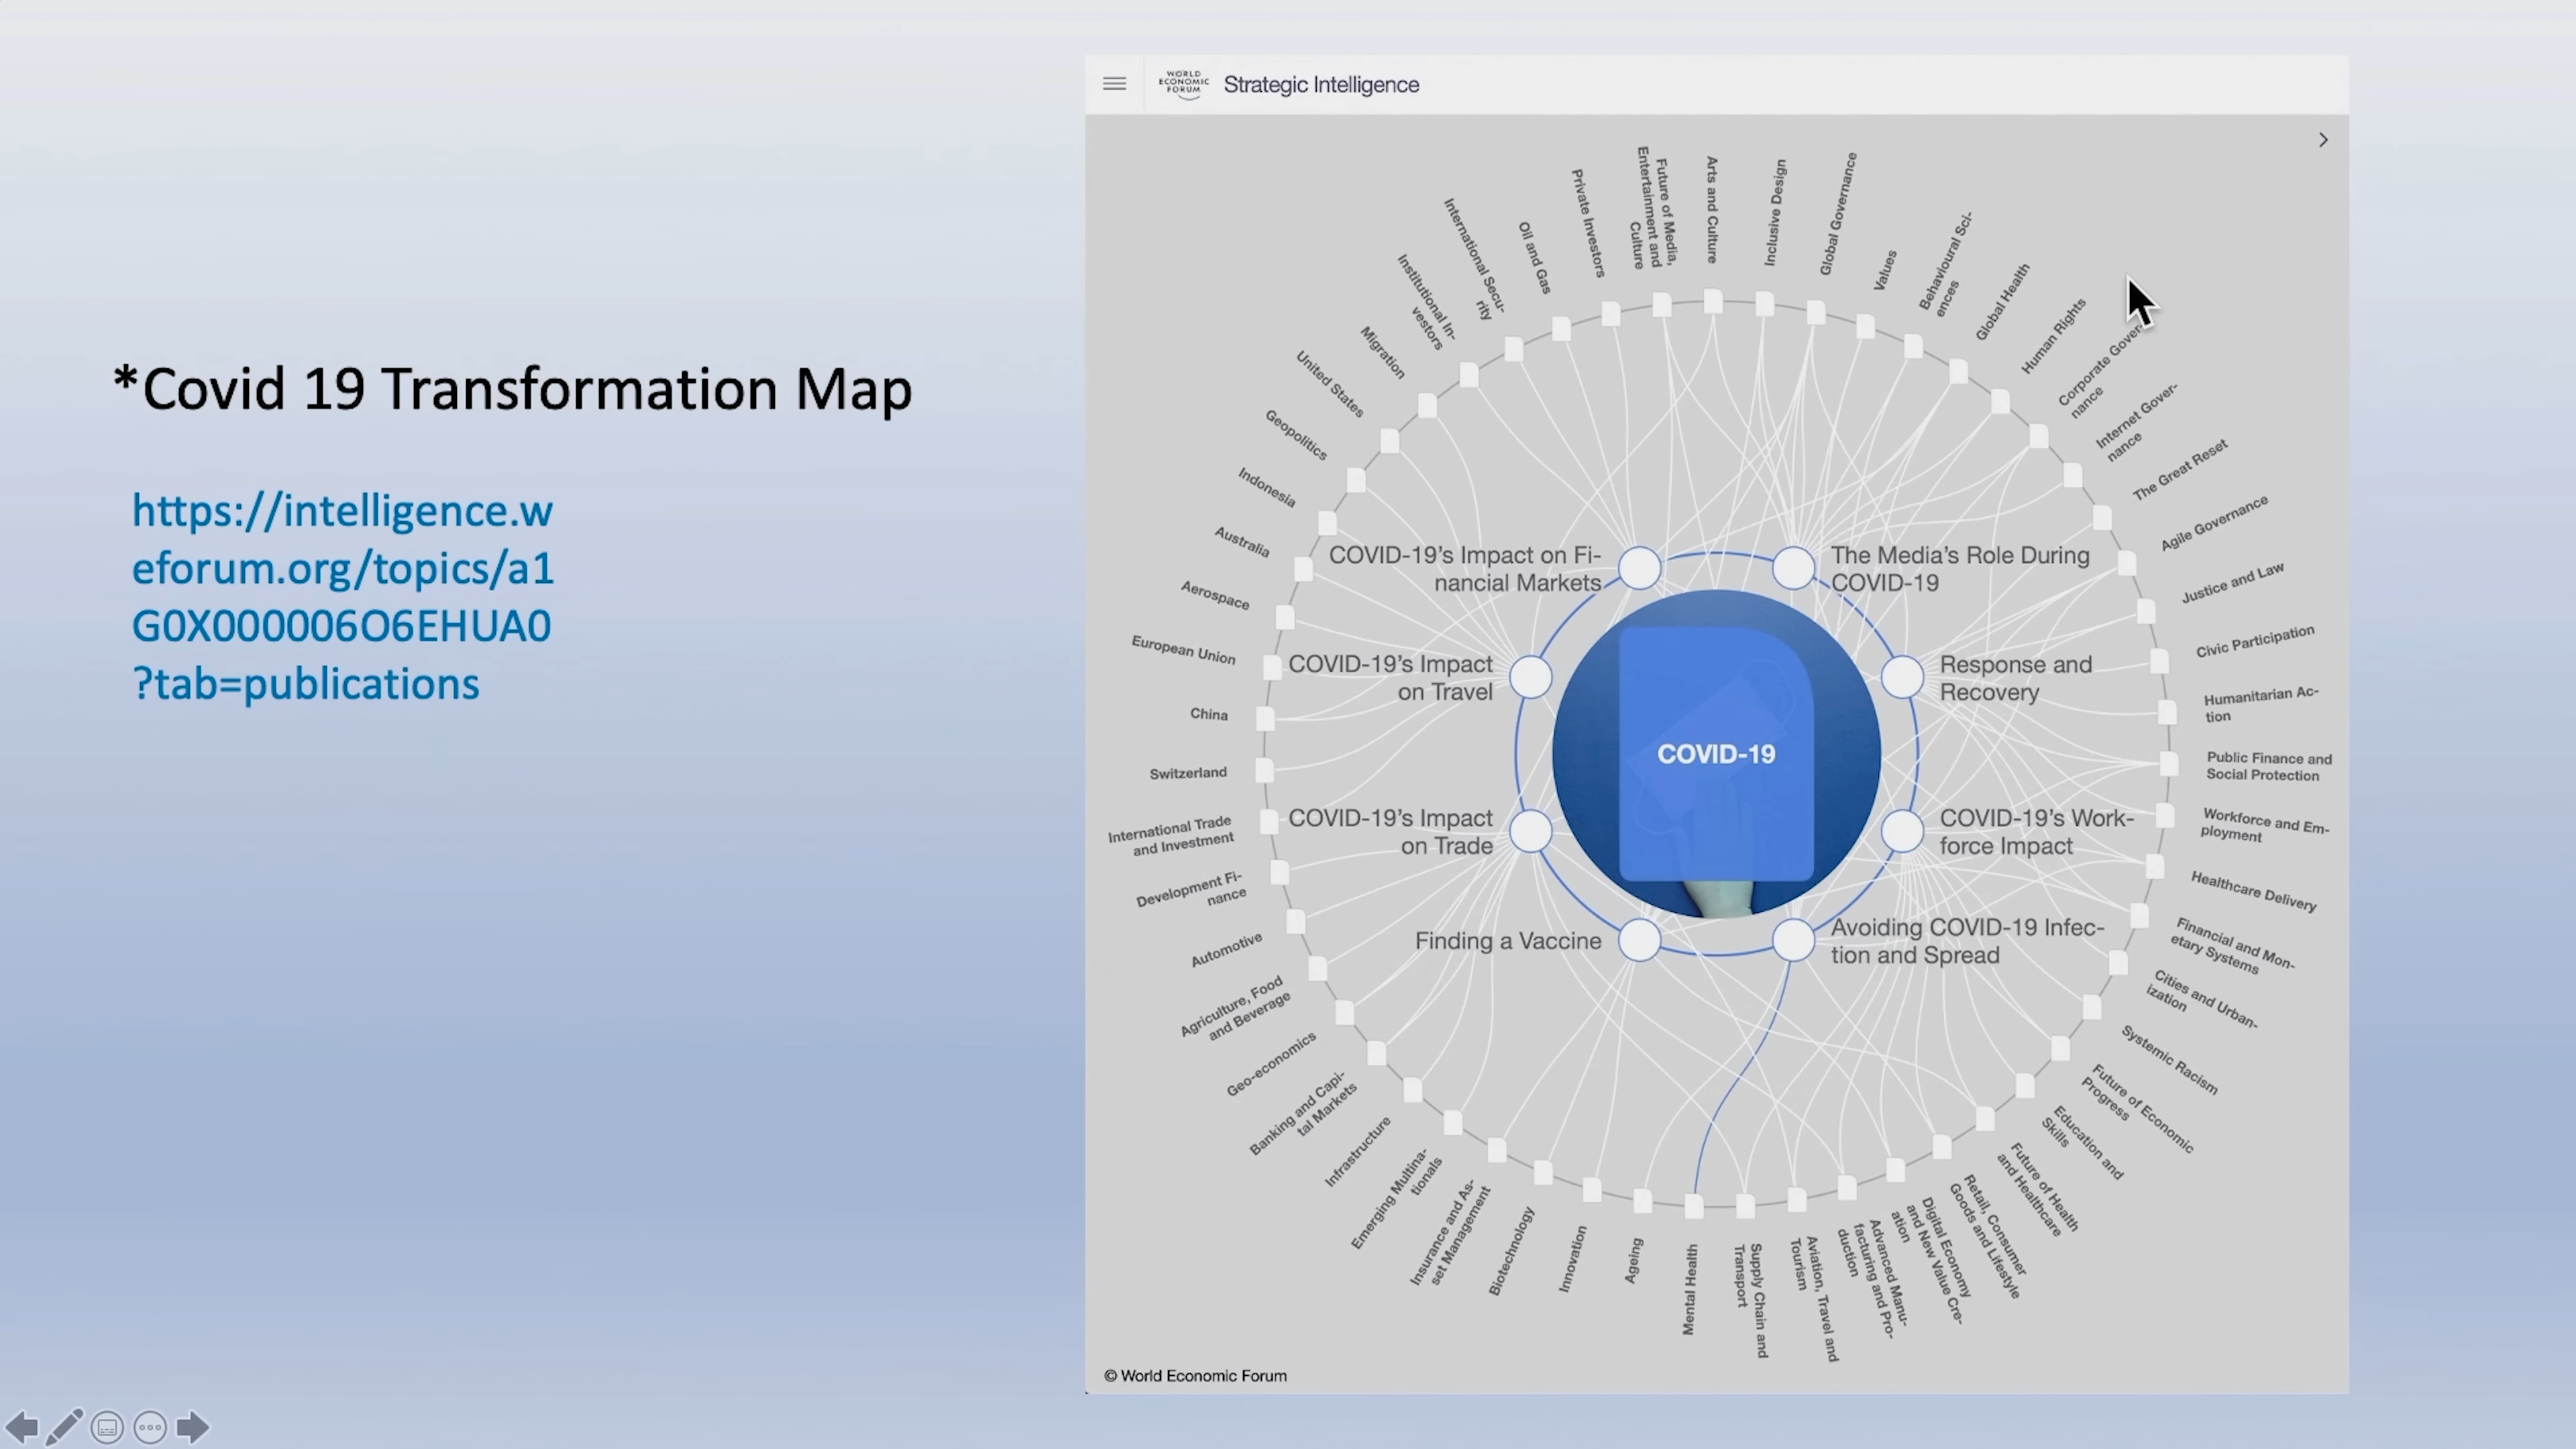 *Covid 19 Transformation Map
https://intelligence.w
eforum.org/topics/a1
G0X000006O6EHUA0
?tab=publications
WORLD
ECONOMIC
FORUM
Strategic Intelligence
COVID-19
COVID-19's Impact on Fi-
nancial Markets
The Media's Role During
COVID-19
COVID-19's Impact
on Travel
Response and
Recovery
COVID-19's Impact
on Trade
COVID-19's Work-
force Impact
Finding a Vaccine
Avoiding COVID-19 Infec-
tion and Spread
Arts and Culture
Inclusive Design
Global Governance
Values
Behavioural Sci-
ences
Global Health
Human Rights
Corporate Gover-
nance
Internet Gover-
nance
The Great Reset
Agile Governance
Justice and Law
Civic Participation
Humanitarian Ac-
tion
Public Finance and
Social Protection
Workforce and Em-
ployment
Healthcare Delivery
Financial and Mon-
etary Systems
Cities and Urban-
ization
Systemic Racism
Future of Economic
Progress
Education and
Skills
Future of Health
and Healthcare
Retail, Consumer
Goods and Lifestyle
Digital Economy
and New Value Cre-
ation
Advanced Manu-
facturing and Pro-
duction
Aviation, Travel and
Tourism
Supply Chain and
Transport
Mental Health
Ageing
Innovation
Biotechnology
Insurance and As-
set Management
Emerging Multina-
tionals
Infrastructure
Banking and Capi-
tal Markets
Geo-economics
Agriculture, Food
and Beverage
Automotive
Development Fi-
nance
International Trade
and Investment
Switzerland
China
European Union
Aerospace
Australia
Indonesia
Geopolitics
United States
Migration
Institutional In-
vestors
International Secu-
rity
Oil and Gas
Private Investors
Future of Media,
Entertainment and
Culture
© World Economic Forum